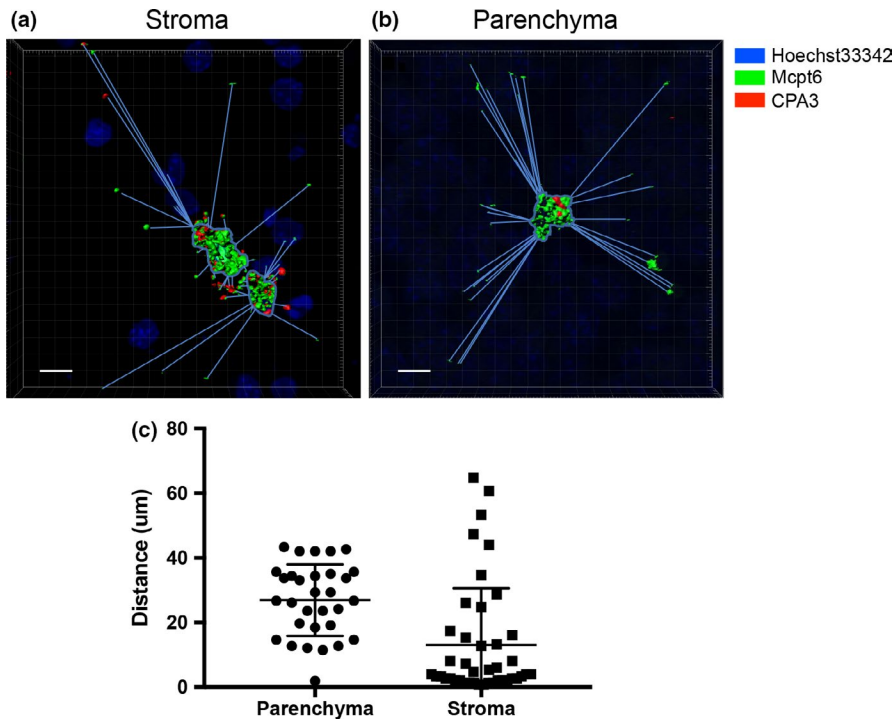 (a) Stroma
(b) Parenchyma
Hoechst33342
Mcpt6
CPA3
(c)
80
60
40
20
0
Distance (um)
Parenchyma Stroma